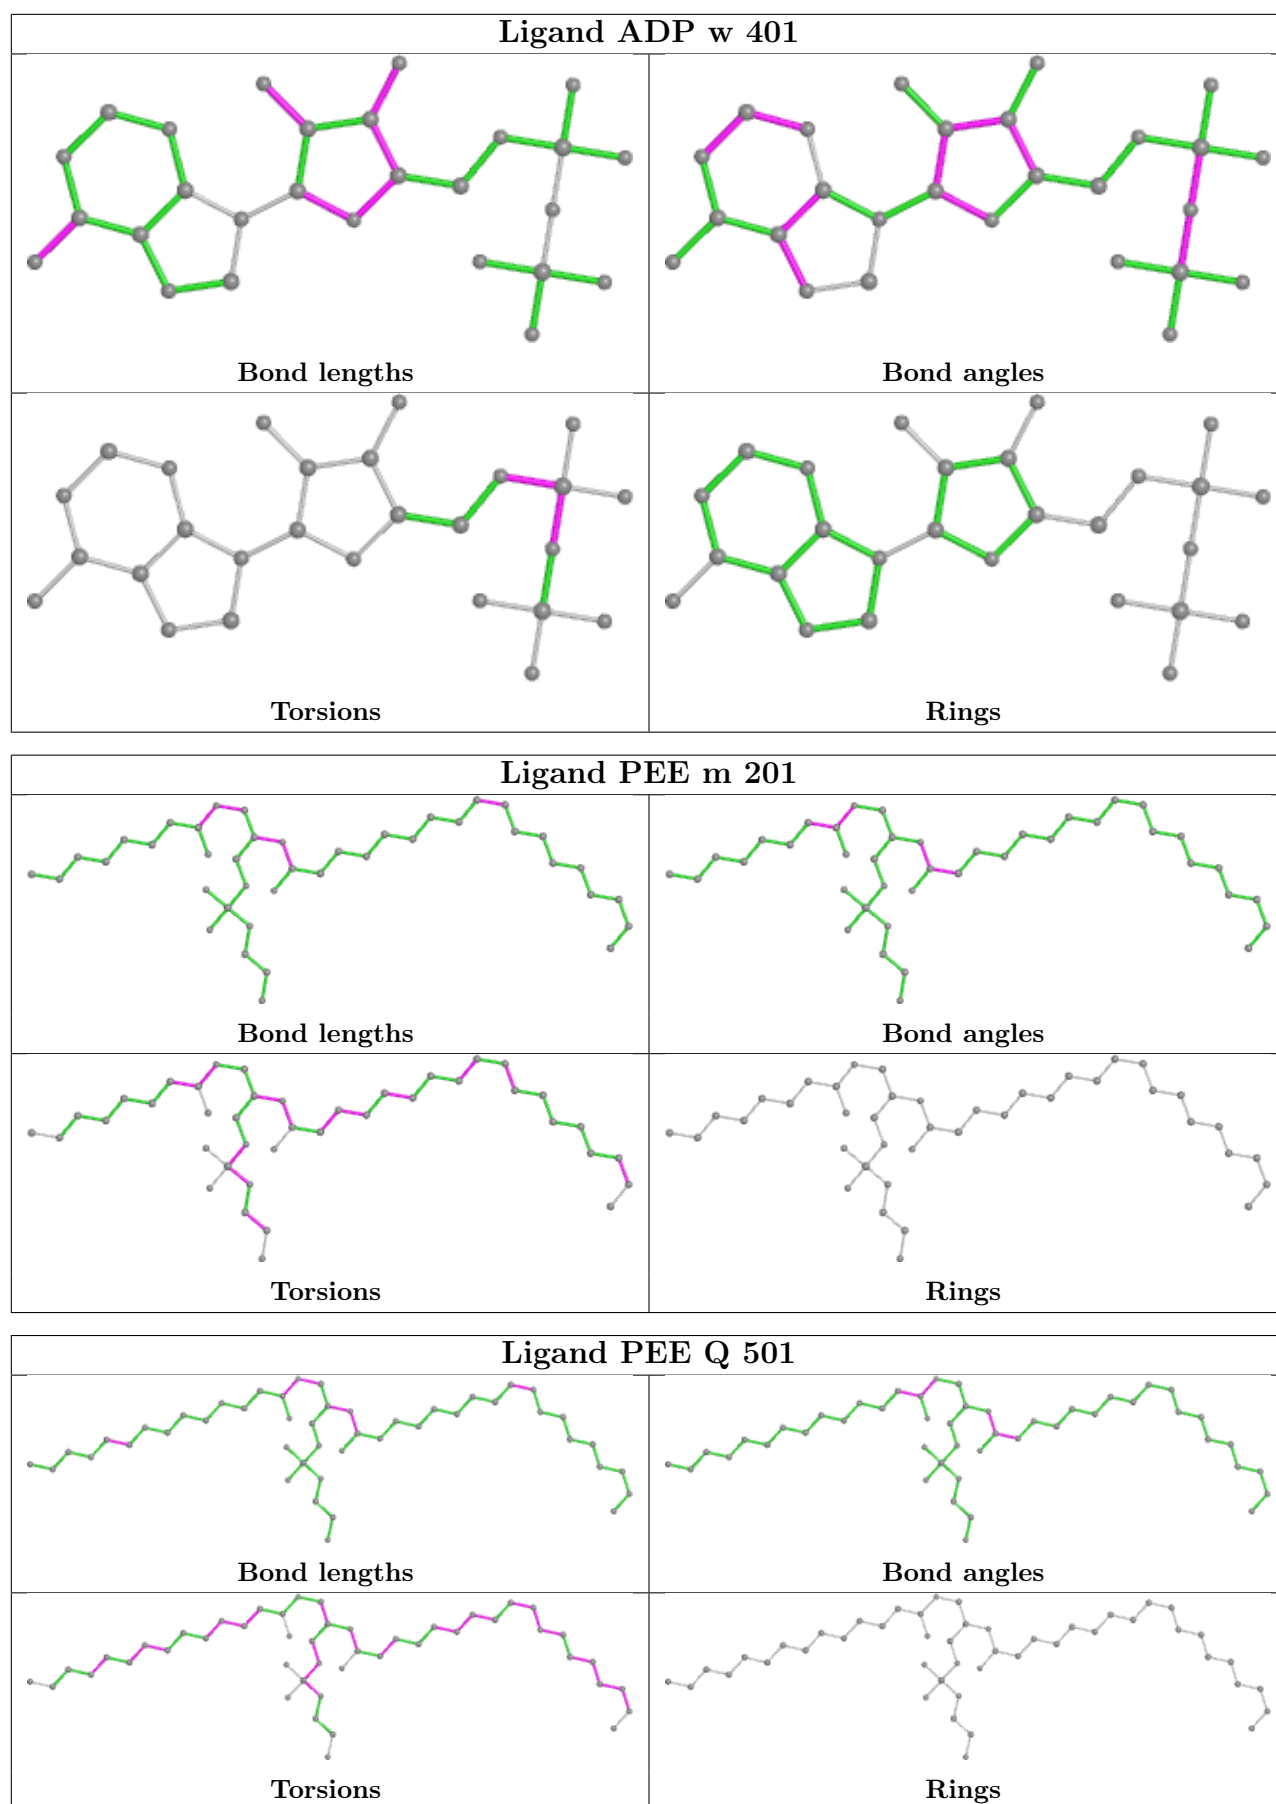 Ligand ADP w 401
Bond lengths
Bond angles
Torsions
Rings
Ligand PEE m 201
Bond lengths
Bond angles
Torsions
Rings
Ligand PEE Q 501
Bond lengths
Bond angles
Torsions
Rings